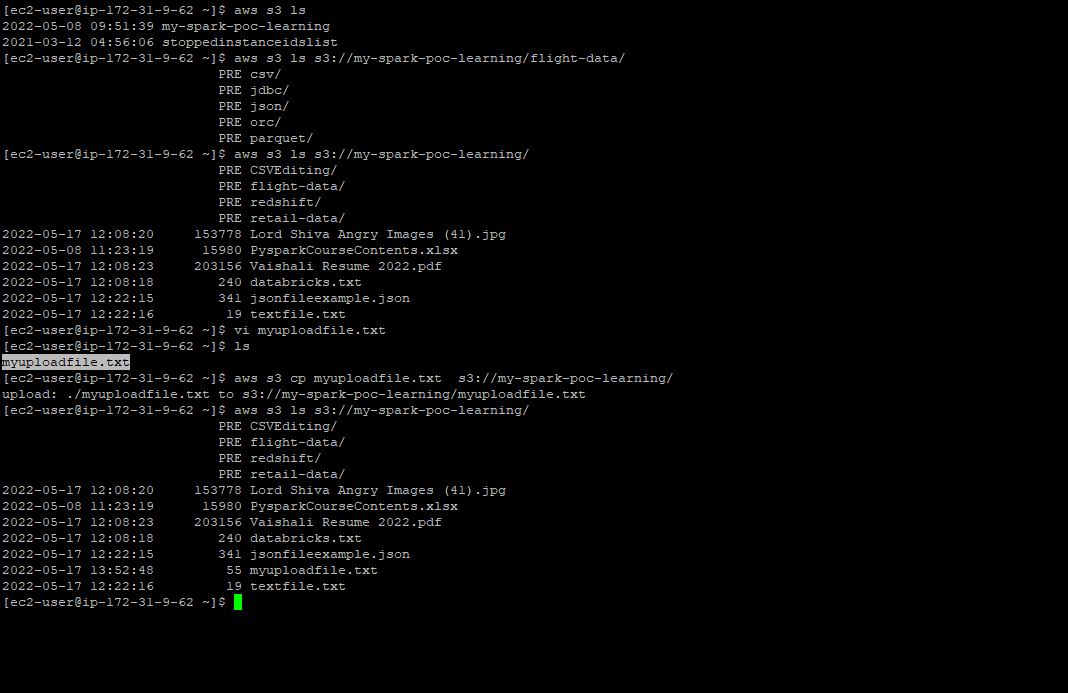 [ec2-user@ip-172-31-9-62 ~]$ aws s3 ls
2022-05-08 09:51:39 my-spark-poc-learning
2021-03-12 04:56:06 stoppedinstanceidslist
[ec2-user@ip-172-31-9-62 ~]$ aws s3 ls s3://my-spark-poc-learning/flight-data/
                           PRE csv/
                           PRE jdbc/
                           PRE json/
                           PRE orc/
                           PRE parquet/
[ec2-user@ip-172-31-9-62 ~]$ aws s3 ls s3://my-spark-poc-learning/
                           PRE CSVEditing/
                           PRE flight-data/
                           PRE redshift/
                           PRE retail-data/
2022-05-17 12:08:20     153778 Lord Shiva Angry Images (41).jpg
2022-05-08 11:23:19      15980 PysparkCourseContents.xlsx
2022-05-17 12:08:23     203156 Vaishali Resume 2022.pdf
2022-05-17 12:08:18        240 databricks.txt
2022-05-17 12:22:15        341 jsonfileexample.json
2022-05-17 12:22:16         19 textfile.txt
[ec2-user@ip-172-31-9-62 ~]$ vi myuploadfile.txt
[ec2-user@ip-172-31-9-62 ~]$ ls
myuploadfile.txt
[ec2-user@ip-172-31-9-62 ~]$ aws s3 cp myuploadfile.txt  s3://my-spark-poc-learning/
upload: ./myuploadfile.txt to s3://my-spark-poc-learning/myuploadfile.txt
[ec2-user@ip-172-31-9-62 ~]$ aws s3 ls s3://my-spark-poc-learning/
                           PRE CSVEditing/
                           PRE flight-data/
                           PRE redshift/
                           PRE retail-data/
2022-05-17 12:08:20     153778 Lord Shiva Angry Images (41).jpg
2022-05-08 11:23:19      15980 PysparkCourseContents.xlsx
2022-05-17 12:08:23     203156 Vaishali Resume 2022.pdf
2022-05-17 12:08:18        240 databricks.txt
2022-05-17 12:22:15        341 jsonfileexample.json
2022-05-17 13:52:48         55 myuploadfile.txt
2022-05-17 12:22:16         19 textfile.txt
[ec2-user@ip-172-31-9-62 ~]$